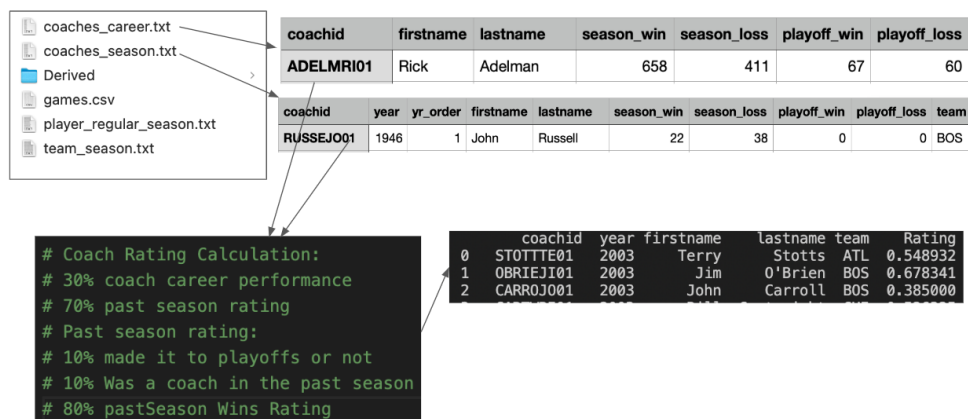 coaches_career.txt
coaches_season.txt
Derived
games.csv
player_regular_season.txt
team_season.txt
coachid firstname lastname season_win season_loss playoff_win playoff_loss
ADELMRI01 Rick Adelman 658 411 67 60
coachid year yr_order firstname lastname season_win season_loss playoff_win playoff_loss team
RUSSEJO01 1946 1 John Russell 22 38 0 0 BOS
# Coach Rating Calculation:
# 30% coach career performance
# 70% past season rating
# Past season rating:
# 10% made it to playoffs or not
# 10% Was a coach in the past season
# 80% pastSeason Wins Rating
coachid year firstname lastname team Rating
0 STOTTTE01 2003 Terry Stotts ATL 0.548932
1 OBRIEJI01 2003 Jim O'Brien BOS 0.678341
2 CARROJO01 2003 John Carroll BOS 0.385000